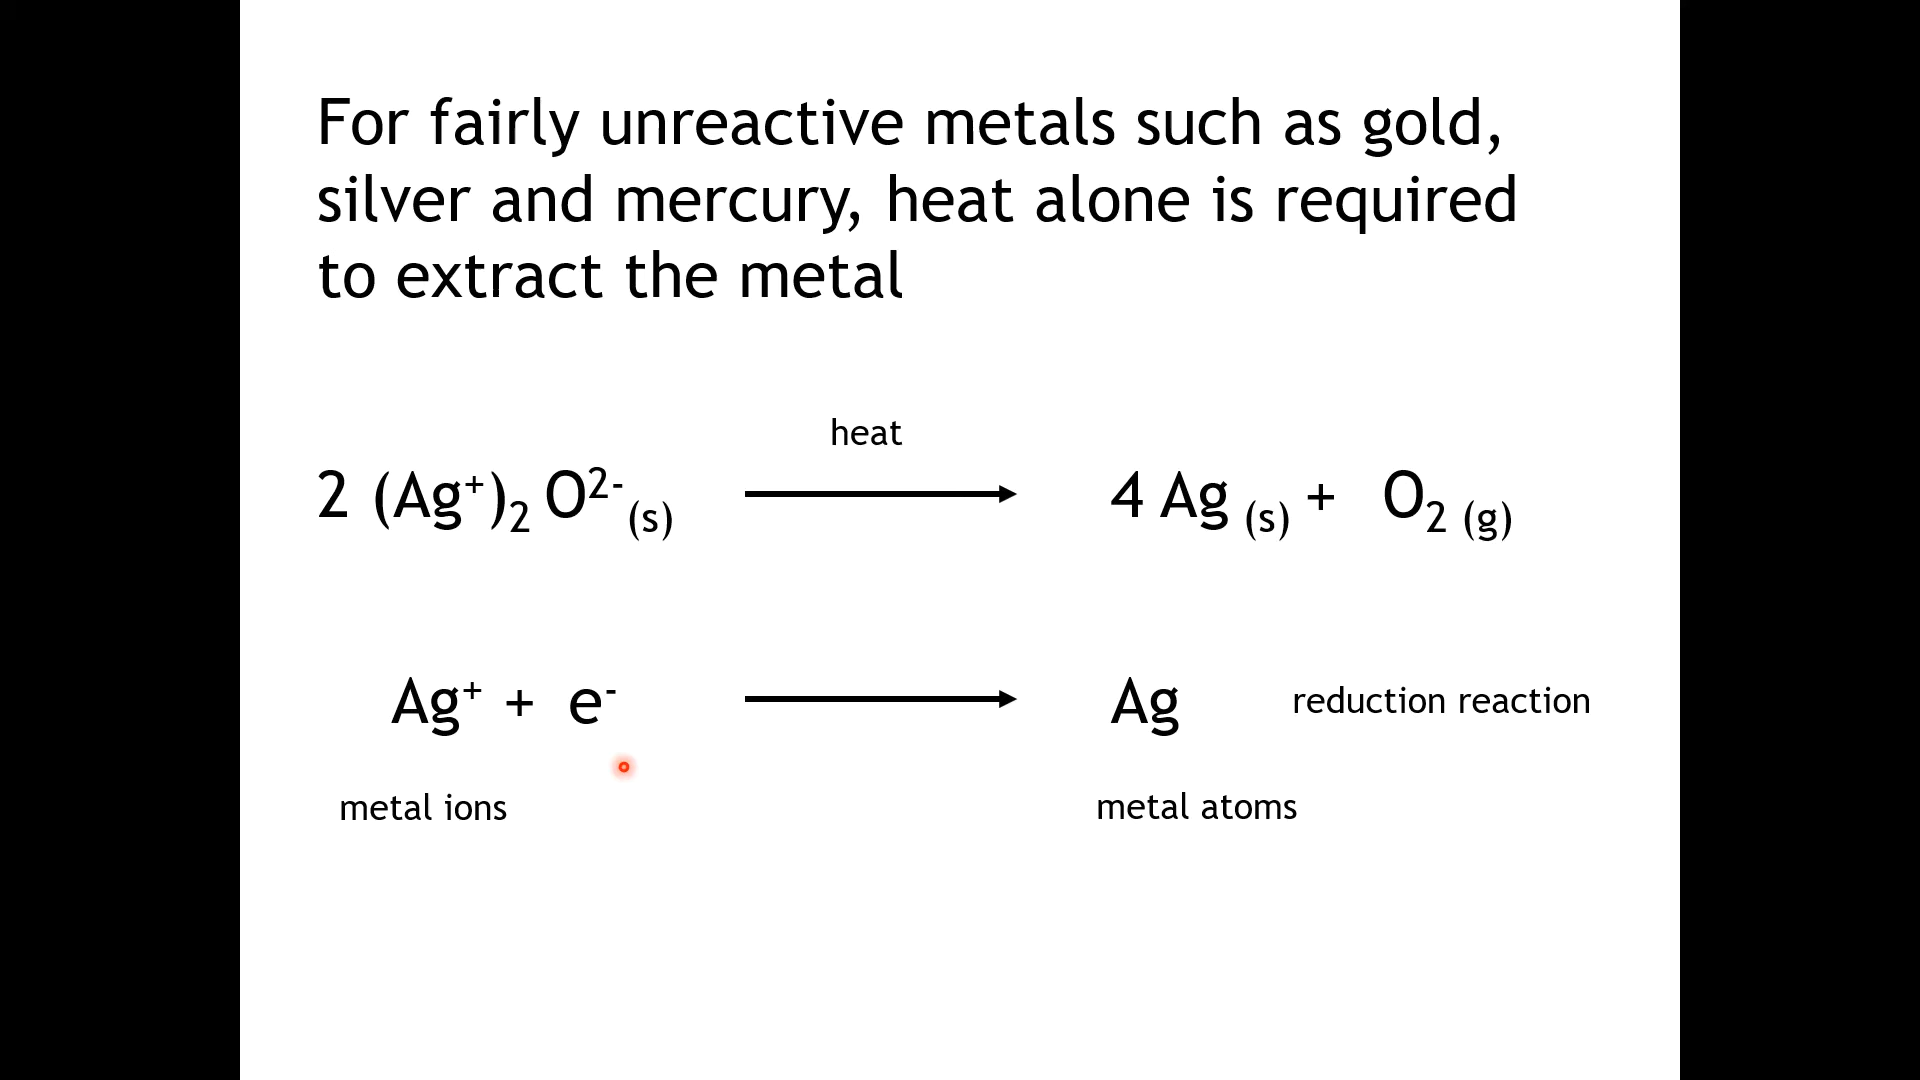 For fairly unreactive metals such as gold,
silver and mercury, heat alone is required
to extract the metal
heat
2 (Ag⁺)₂ O²⁻₍ₛ₎ 4 Ag ₍ₛ₎ + O₂ (g)
Ag⁺ + e⁻ Ag reduction reaction
metal ions metal atoms